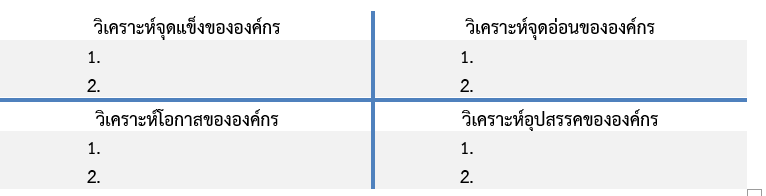 วิเคราะห์จุดแข็งขององค์กร
1.
2.
วิเคราะห์จุดอ่อนขององค์กร
1.
2.
วิเคราะห์โอกาสขององค์กร
1.
2.
วิเคราะห์อุปสรรคขององค์กร
1.
2.